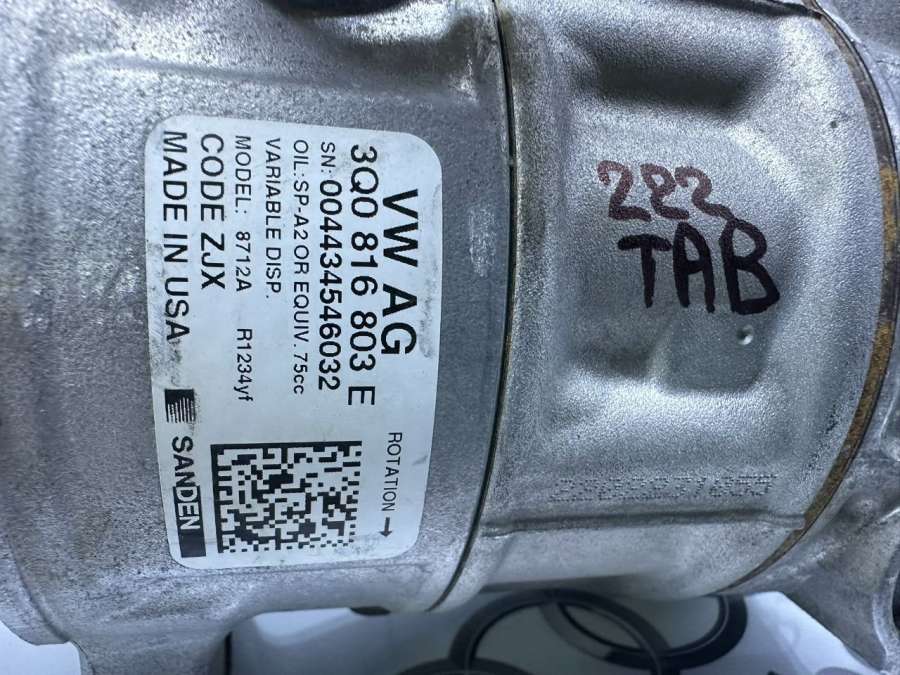 VW AG
3Q0 816 803 E
SN: 004434546032
OIL:SP-A2 OR EQUIV. 75cc
VARIABLE DISP.
MODEL: 8712A R1234yf
CODE ZJX
MADE IN USA
ROTATION →
SANDEN
222
TAB